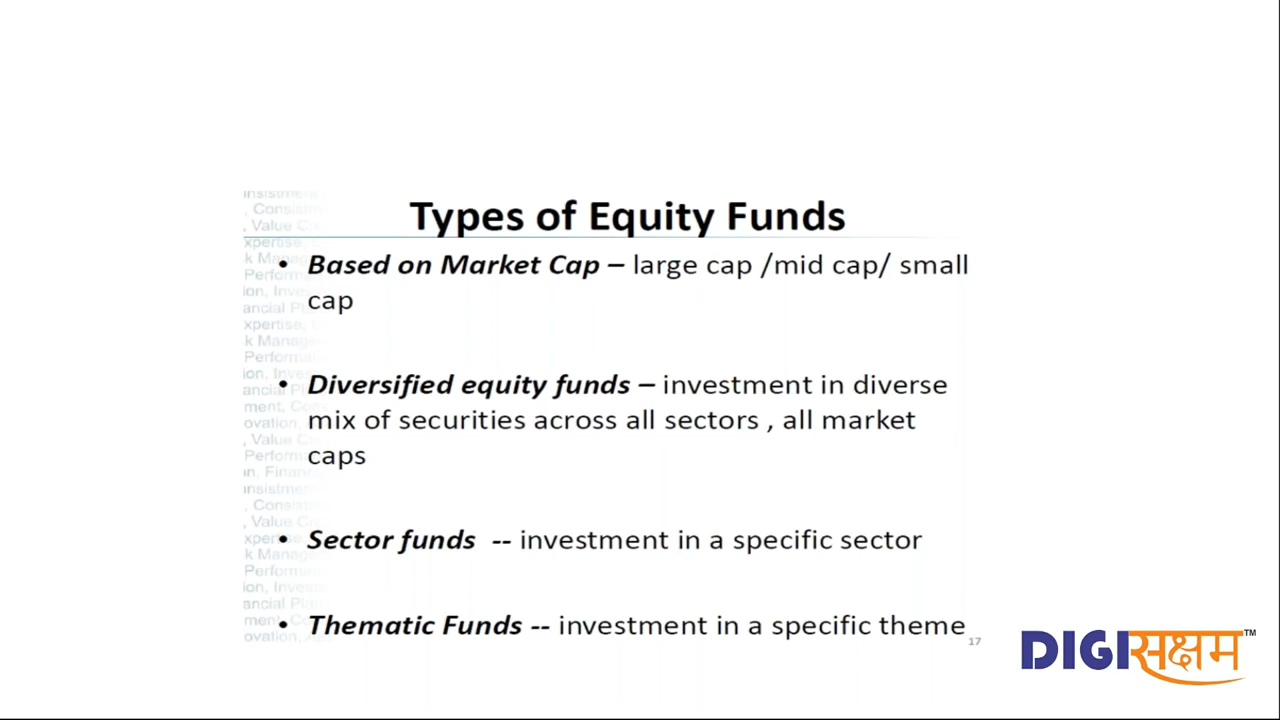 Types of Equity Funds
• Based on Market Cap – large cap /mid cap/ small
cap
• Diversified equity funds – investment in diverse
mix of securities across all sectors , all market
caps
• Sector funds -- investment in a specific sector
• Thematic Funds -- investment in a specific theme
17
DIGIसक्षम™